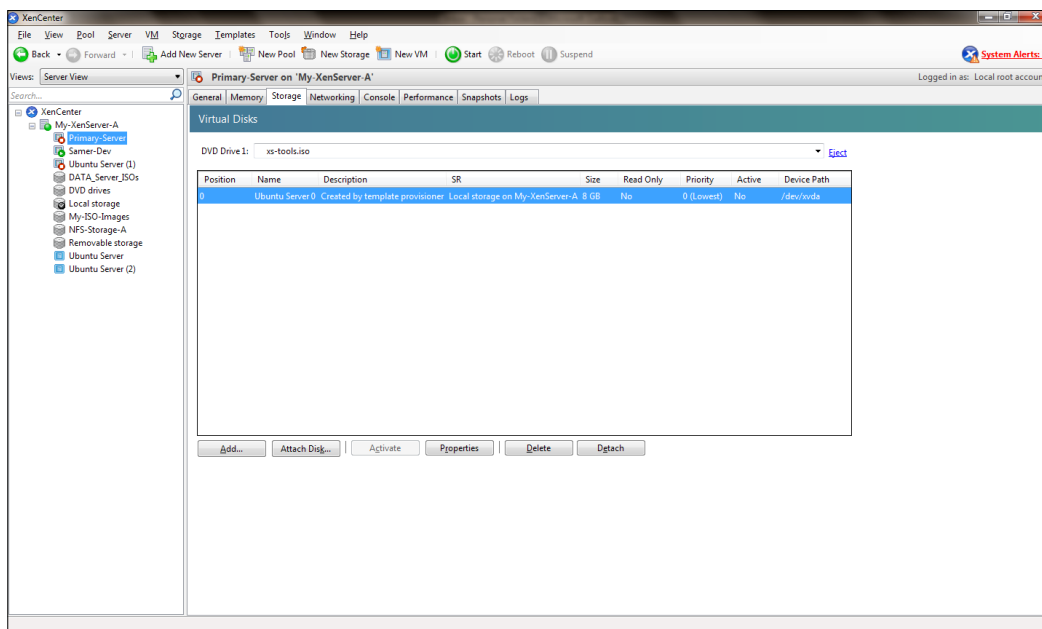 XenCenter
File View Pool Server VM Storage Templates Tools Window Help
Back Forward Add New Server New Pool New Storage New VM Start Reboot Suspend System Alerts:
Views: Server View Primary-Server on 'My-XenServer-A' Logged in as: Local root accour
Search... General Memory Storage Networking Console Performance Snapshots Logs
XenCenter
My-XenServer-A
Primary-Server
Samer-Dev
Ubuntu Server (1)
DATA_Server_ISOs
DVD drives
Local storage
My-ISO-Images
NFS-Storage-A
Removable storage
Ubuntu Server
Ubuntu Server (2)
Virtual Disks
DVD Drive 1: xs-tools.iso Eject
Position Name Description SR Size Read Only Priority Active Device Path
0 Ubuntu Server 0 Created by template provisioner Local storage on My-XenServer-A 8 GB No 0 (Lowest) No /dev/xvda
Add... Attach Disk... Activate Properties Delete Detach